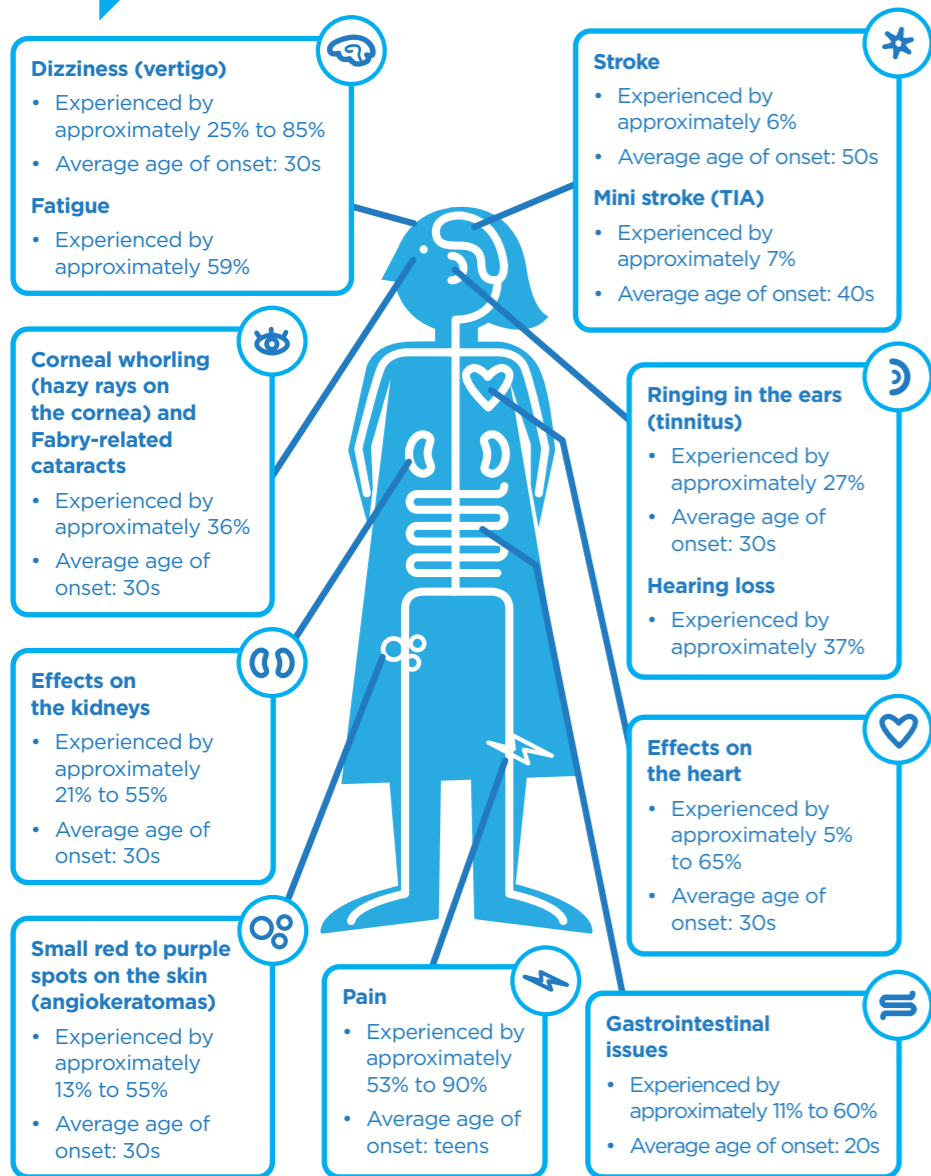 Dizziness (vertigo)
• Experienced by
approximately 25% to 85%
• Average age of onset: 30s
Fatigue
• Experienced by
approximately 59%
Stroke
• Experienced by
approximately 6%
• Average age of onset: 50s
Mini stroke (TIA)
• Experienced by
approximately 7%
• Average age of onset: 40s
Corneal whorling
(hazy rays on
the cornea) and
Fabry-related
cataracts
• Experienced by
approximately 36%
• Average age of
onset: 30s
Ringing in the ears
(tinnitus)
• Experienced by
approximately 27%
• Average age of
onset: 30s
Hearing loss
• Experienced by
approximately 37%
Effects on
the kidneys
• Experienced by
approximately
21% to 55%
• Average age of
onset: 30s
Effects on
the heart
• Experienced by
approximately 5%
to 65%
• Average age of
onset: 30s
Small red to purple
spots on the skin
(angiokeratomas)
• Experienced by
approximately
13% to 55%
• Average age of
onset: 30s
Pain
• Experienced by
approximately
53% to 90%
• Average age of
onset: teens
Gastrointestinal
issues
• Experienced by
approximately 11% to 60%
• Average age of onset: 20s